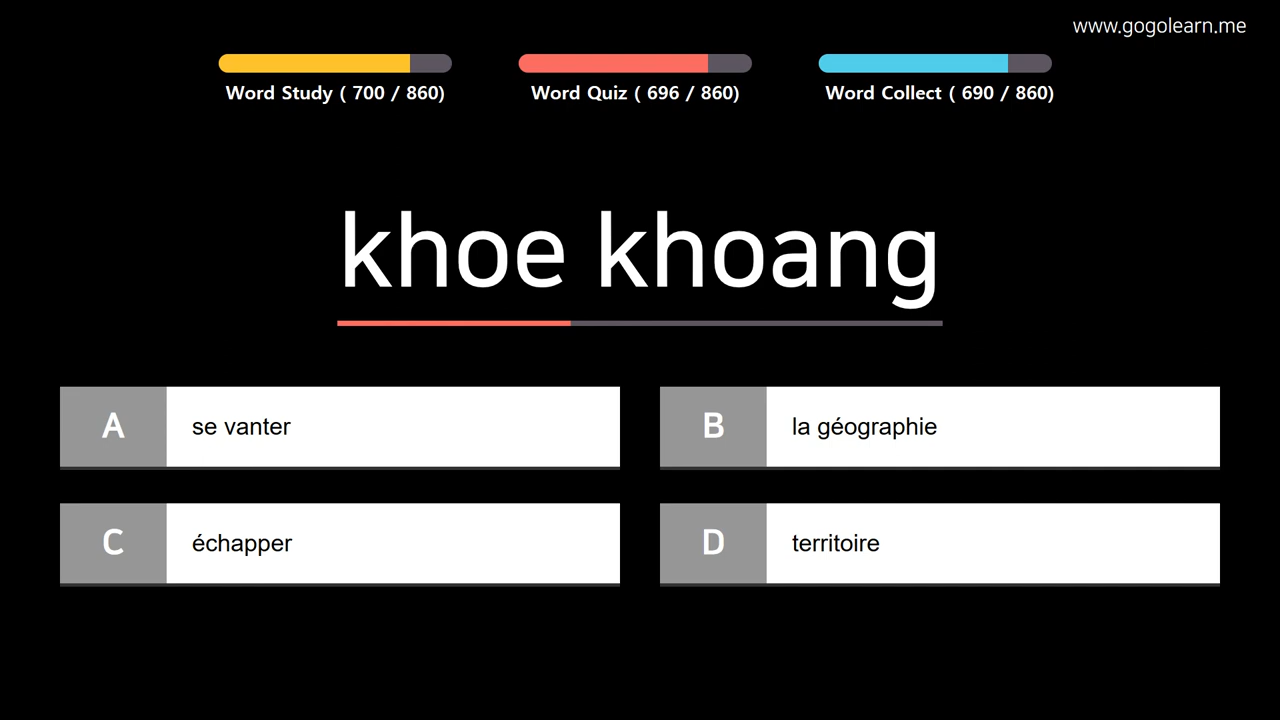 www.gogolearn.me
Word Study ( 700 / 860)
Word Quiz ( 696 / 860)
Word Collect ( 690 / 860)
khoe khoang
A se vanter
B la géographie
C échapper
D territoire